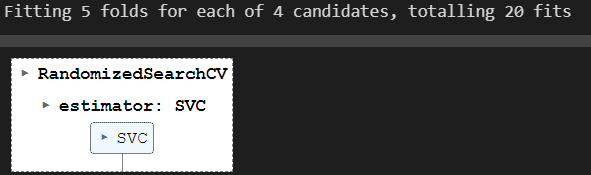 Fitting 5 folds for each of 4 candidates, totalling 20 fits
RandomizedSearchCV
estimator: SVC
SVC